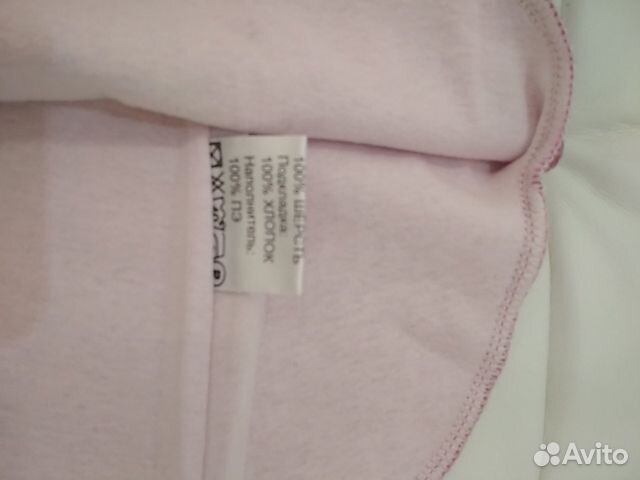 100% ШЕРСТЬ
Подкладка:
100% ХЛОПОК
Наполнитель:
100% ПЭ
Avito